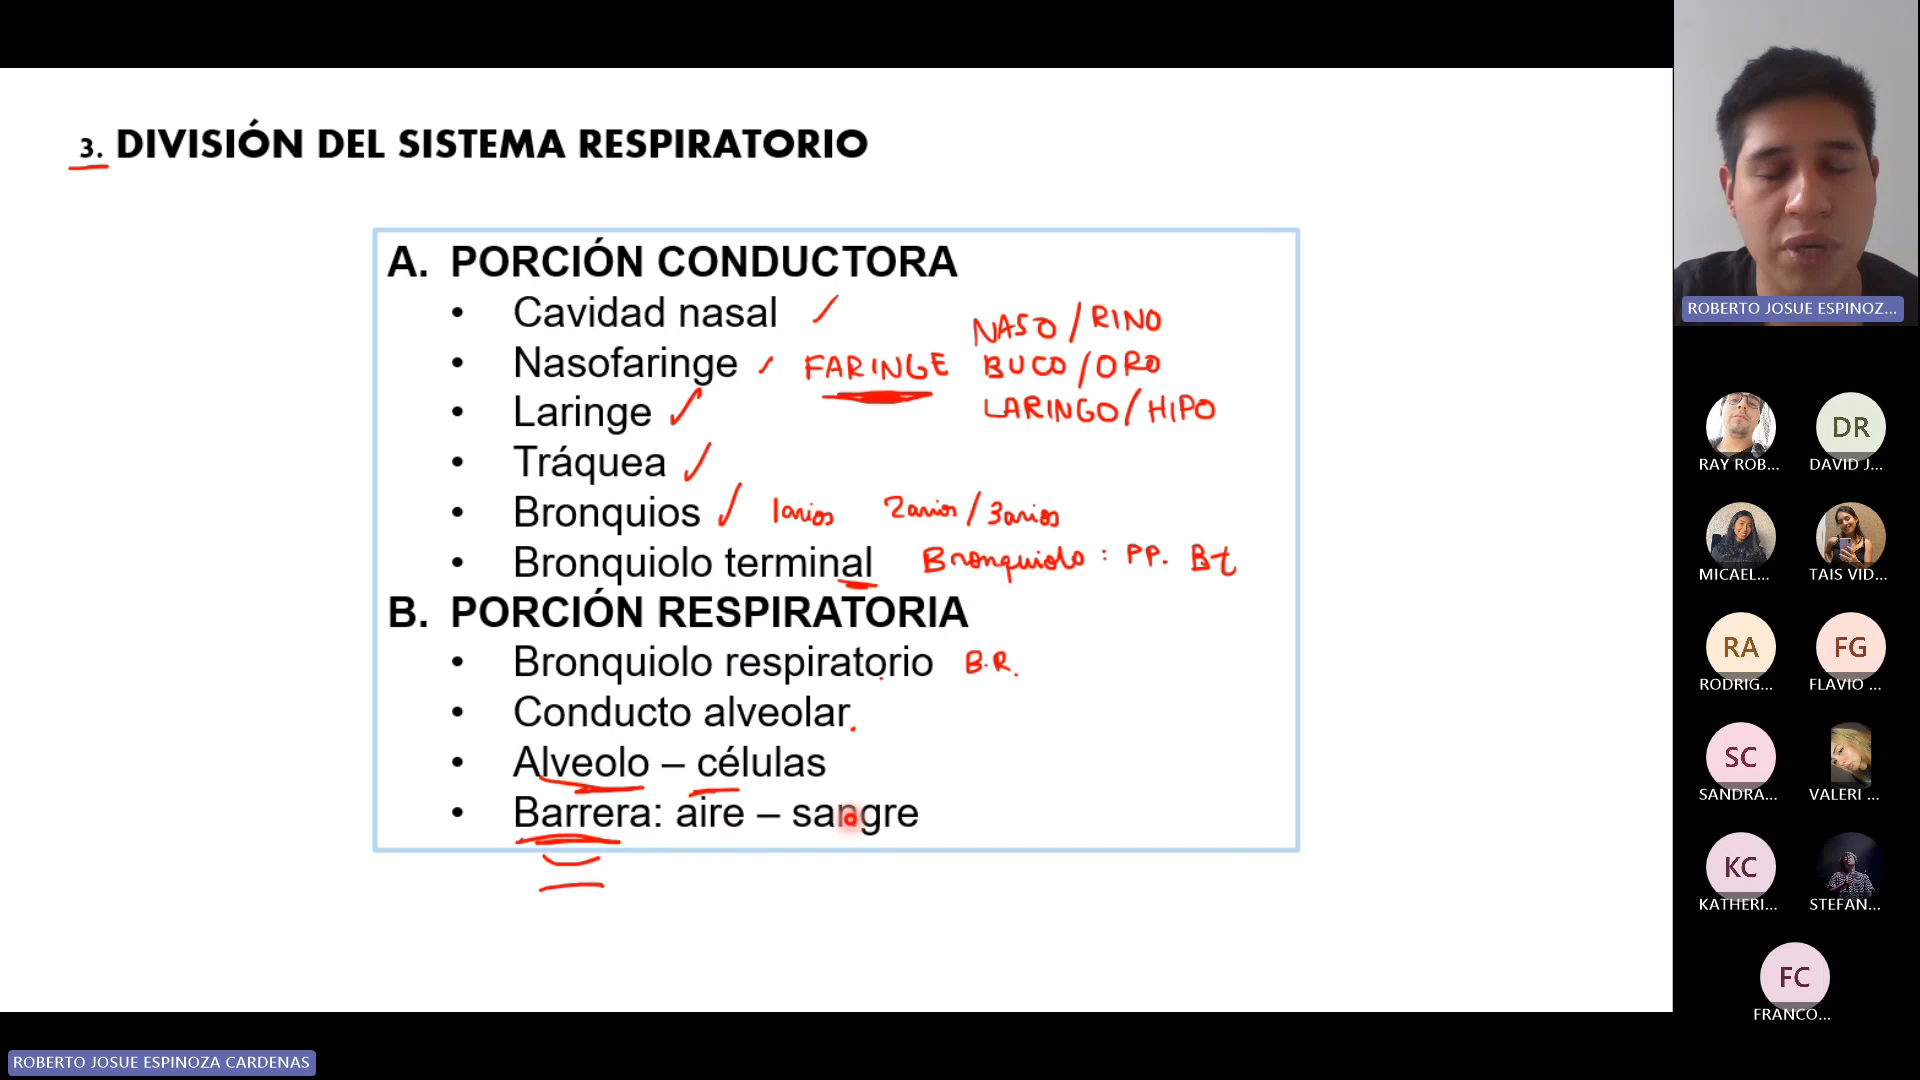 3. DIVISIÓN DEL SISTEMA RESPIRATORIO
A. PORCIÓN CONDUCTORA
• Cavidad nasal
NASO / RINO
• Nasofaringe FARINGE BUCO / ORO
• Laringe LARINGO / HIPO
• Tráquea
• Bronquios 1arios 2arios / 3arios
• Bronquiolo terminal Bronquiolo : PP. Bt
B. PORCIÓN RESPIRATORIA
• Bronquiolo respiratorio B.R.
• Conducto alveolar
• Alveolo – células
• Barrera: aire – sangre
ROBERTO JOSUE ESPINOZA CARDENAS
ROBERTO JOSUE ESPINOZ...
RAY ROB...
DR
DAVID J...
MICAEL...
TAIS VID...
RA
RODRIG...
FG
FLAVIO ...
SC
SANDRA...
VALERI ...
KC
KATHERI...
STEFAN...
FC
FRANCO...